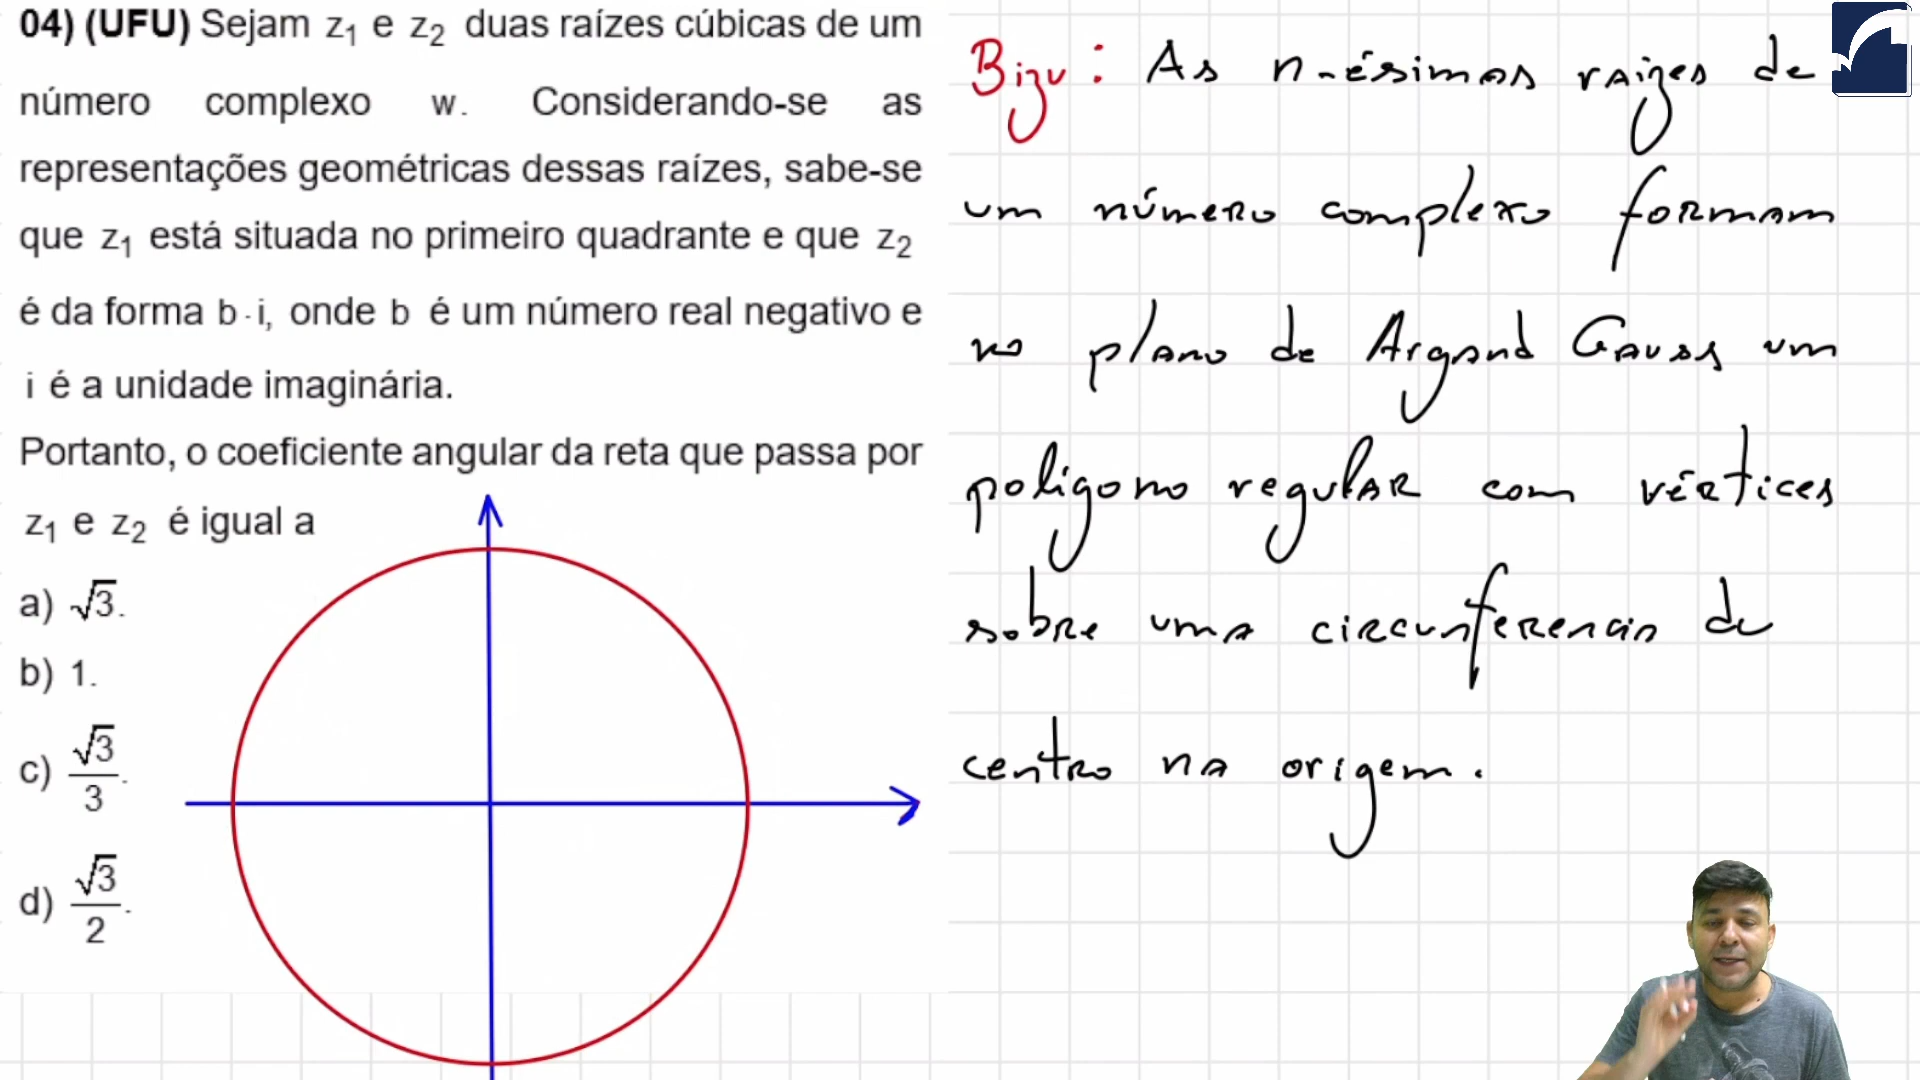 04) (UFU) Sejam z₁ e z₂ duas raízes cúbicas de um
número complexo w. Considerando-se as
representações geométricas dessas raízes, sabe-se
que z₁ está situada no primeiro quadrante e que z₂
é da forma b·i, onde b é um número real negativo e
i é a unidade imaginária.
Portanto, o coeficiente angular da reta que passa por
z₁ e z₂ é igual a
a) √3.
b) 1.
c) √3/3.
d) √3/2.
Bizu: As n-ésimas raizes de
um número complexo formam
no plano de Argand Gauss um
poligono regular com vértices
sobre uma circunferencia de
centro na origem.